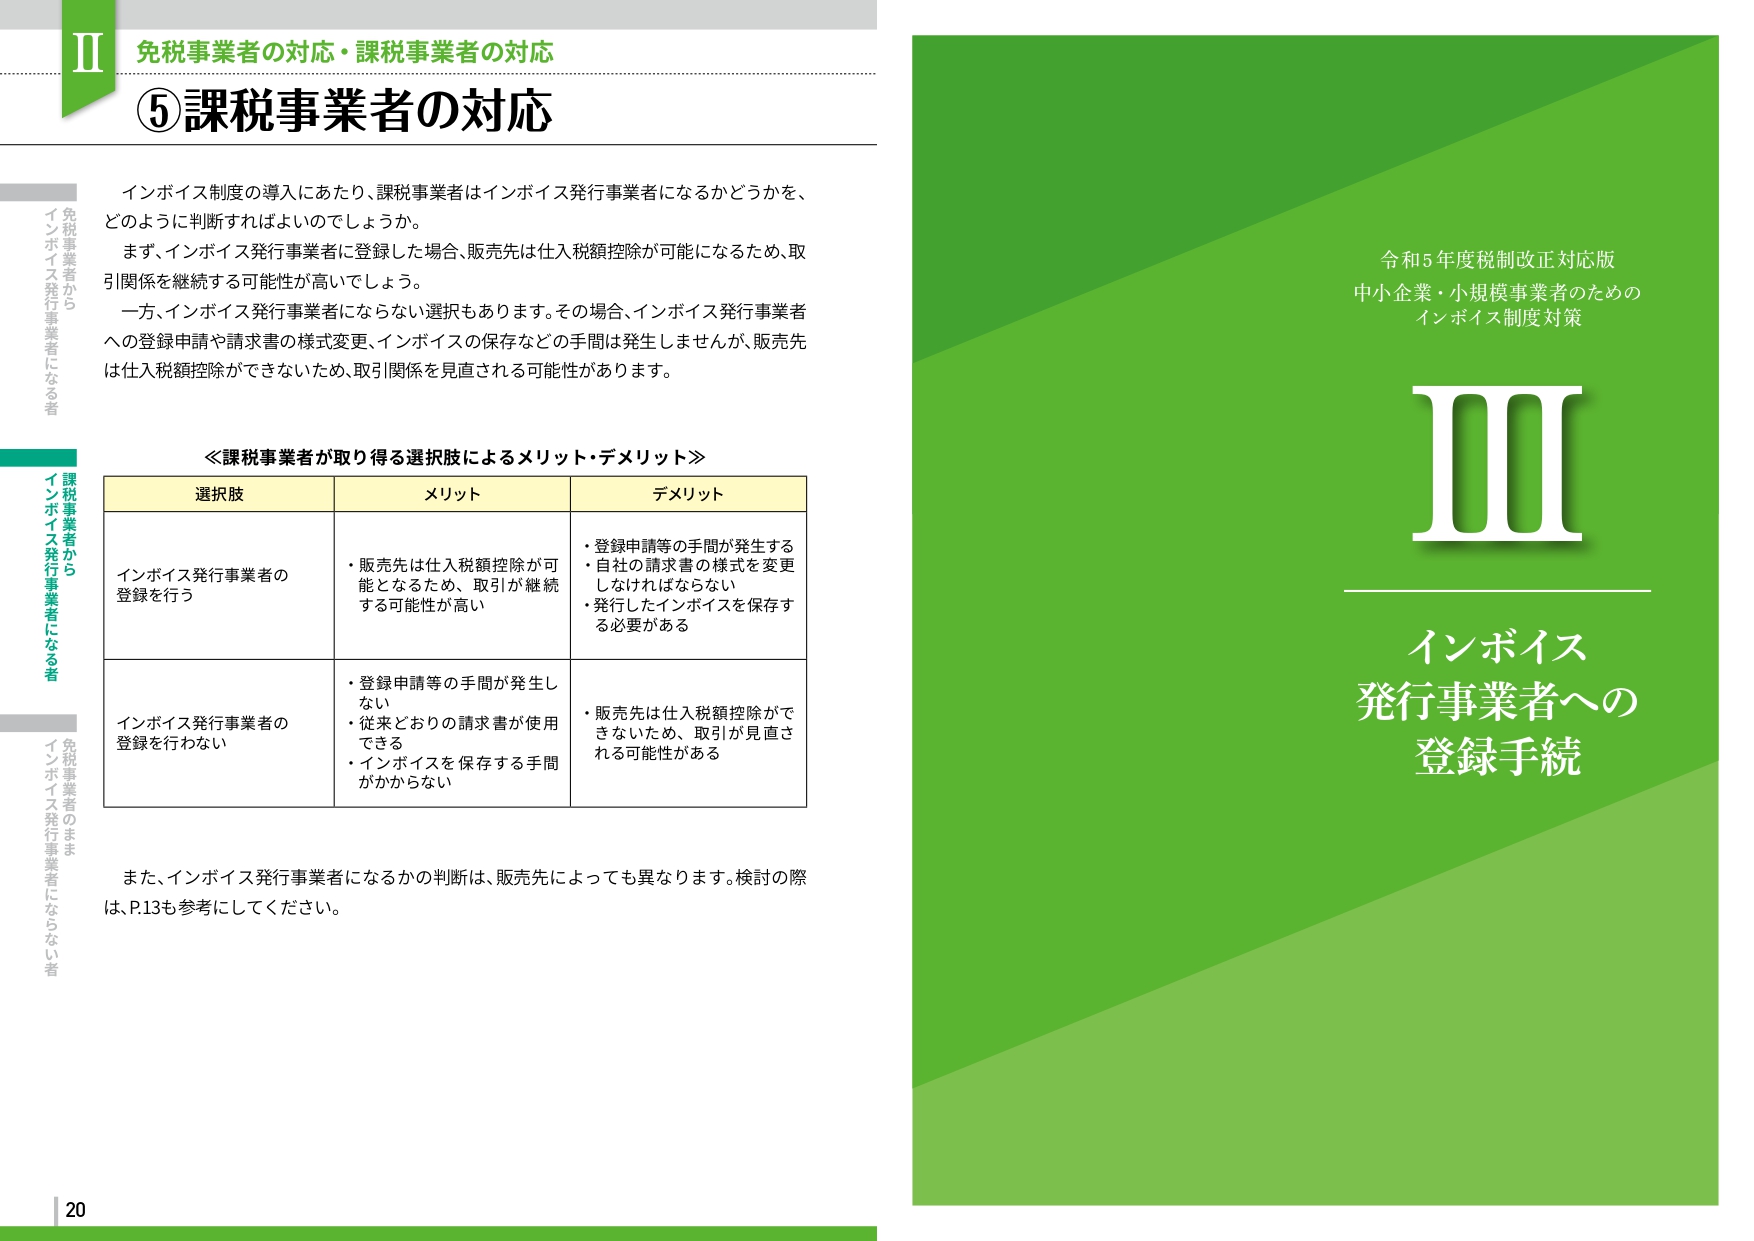 Ⅱ
免税事業者の対応・課税事業者の対応
⑤課税事業者の対応
免税事業者から
インボイス発行事業者になる者
課税事業者から
インボイス発行事業者になる者
免税事業者のまま
インボイス発行事業者にならない者
インボイス制度の導入にあたり、課税事業者はインボイス発行事業者になるかどうかを、
どのように判断すればよいのでしょうか。
まず、インボイス発行事業者に登録した場合、販売先は仕入税額控除が可能になるため、取
引関係を継続する可能性が高いでしょう。
一方、インボイス発行事業者にならない選択もあります。その場合、インボイス発行事業者
への登録申請や請求書の様式変更、インボイスの保存などの手間は発生しませんが、販売先
は仕入税額控除ができないため、取引関係を見直される可能性があります。
≪課税事業者が取り得る選択肢によるメリット・デメリット≫
選択肢
メリット
デメリット
インボイス発行事業者の
登録を行う
・販売先は仕入税額控除が可
能となるため、取引が継続
する可能性が高い
・登録申請等の手間が発生する
・自社の請求書の様式を変更
しなければならない
・発行したインボイスを保存す
る必要がある
インボイス発行事業者の
登録を行わない
・登録申請等の手間が発生し
ない
・従来どおりの請求書が使用
できる
・インボイスを保存する手間
がかからない
・販売先は仕入税額控除がで
きないため、取引が見直さ
れる可能性がある
また、インボイス発行事業者になるかの判断は、販売先によっても異なります。検討の際
は、P.13も参考にしてください。
20
令和5年度税制改正対応版
中小企業・小規模事業者のための
インボイス制度対策
Ⅲ
インボイス
発行事業者への
登録手続